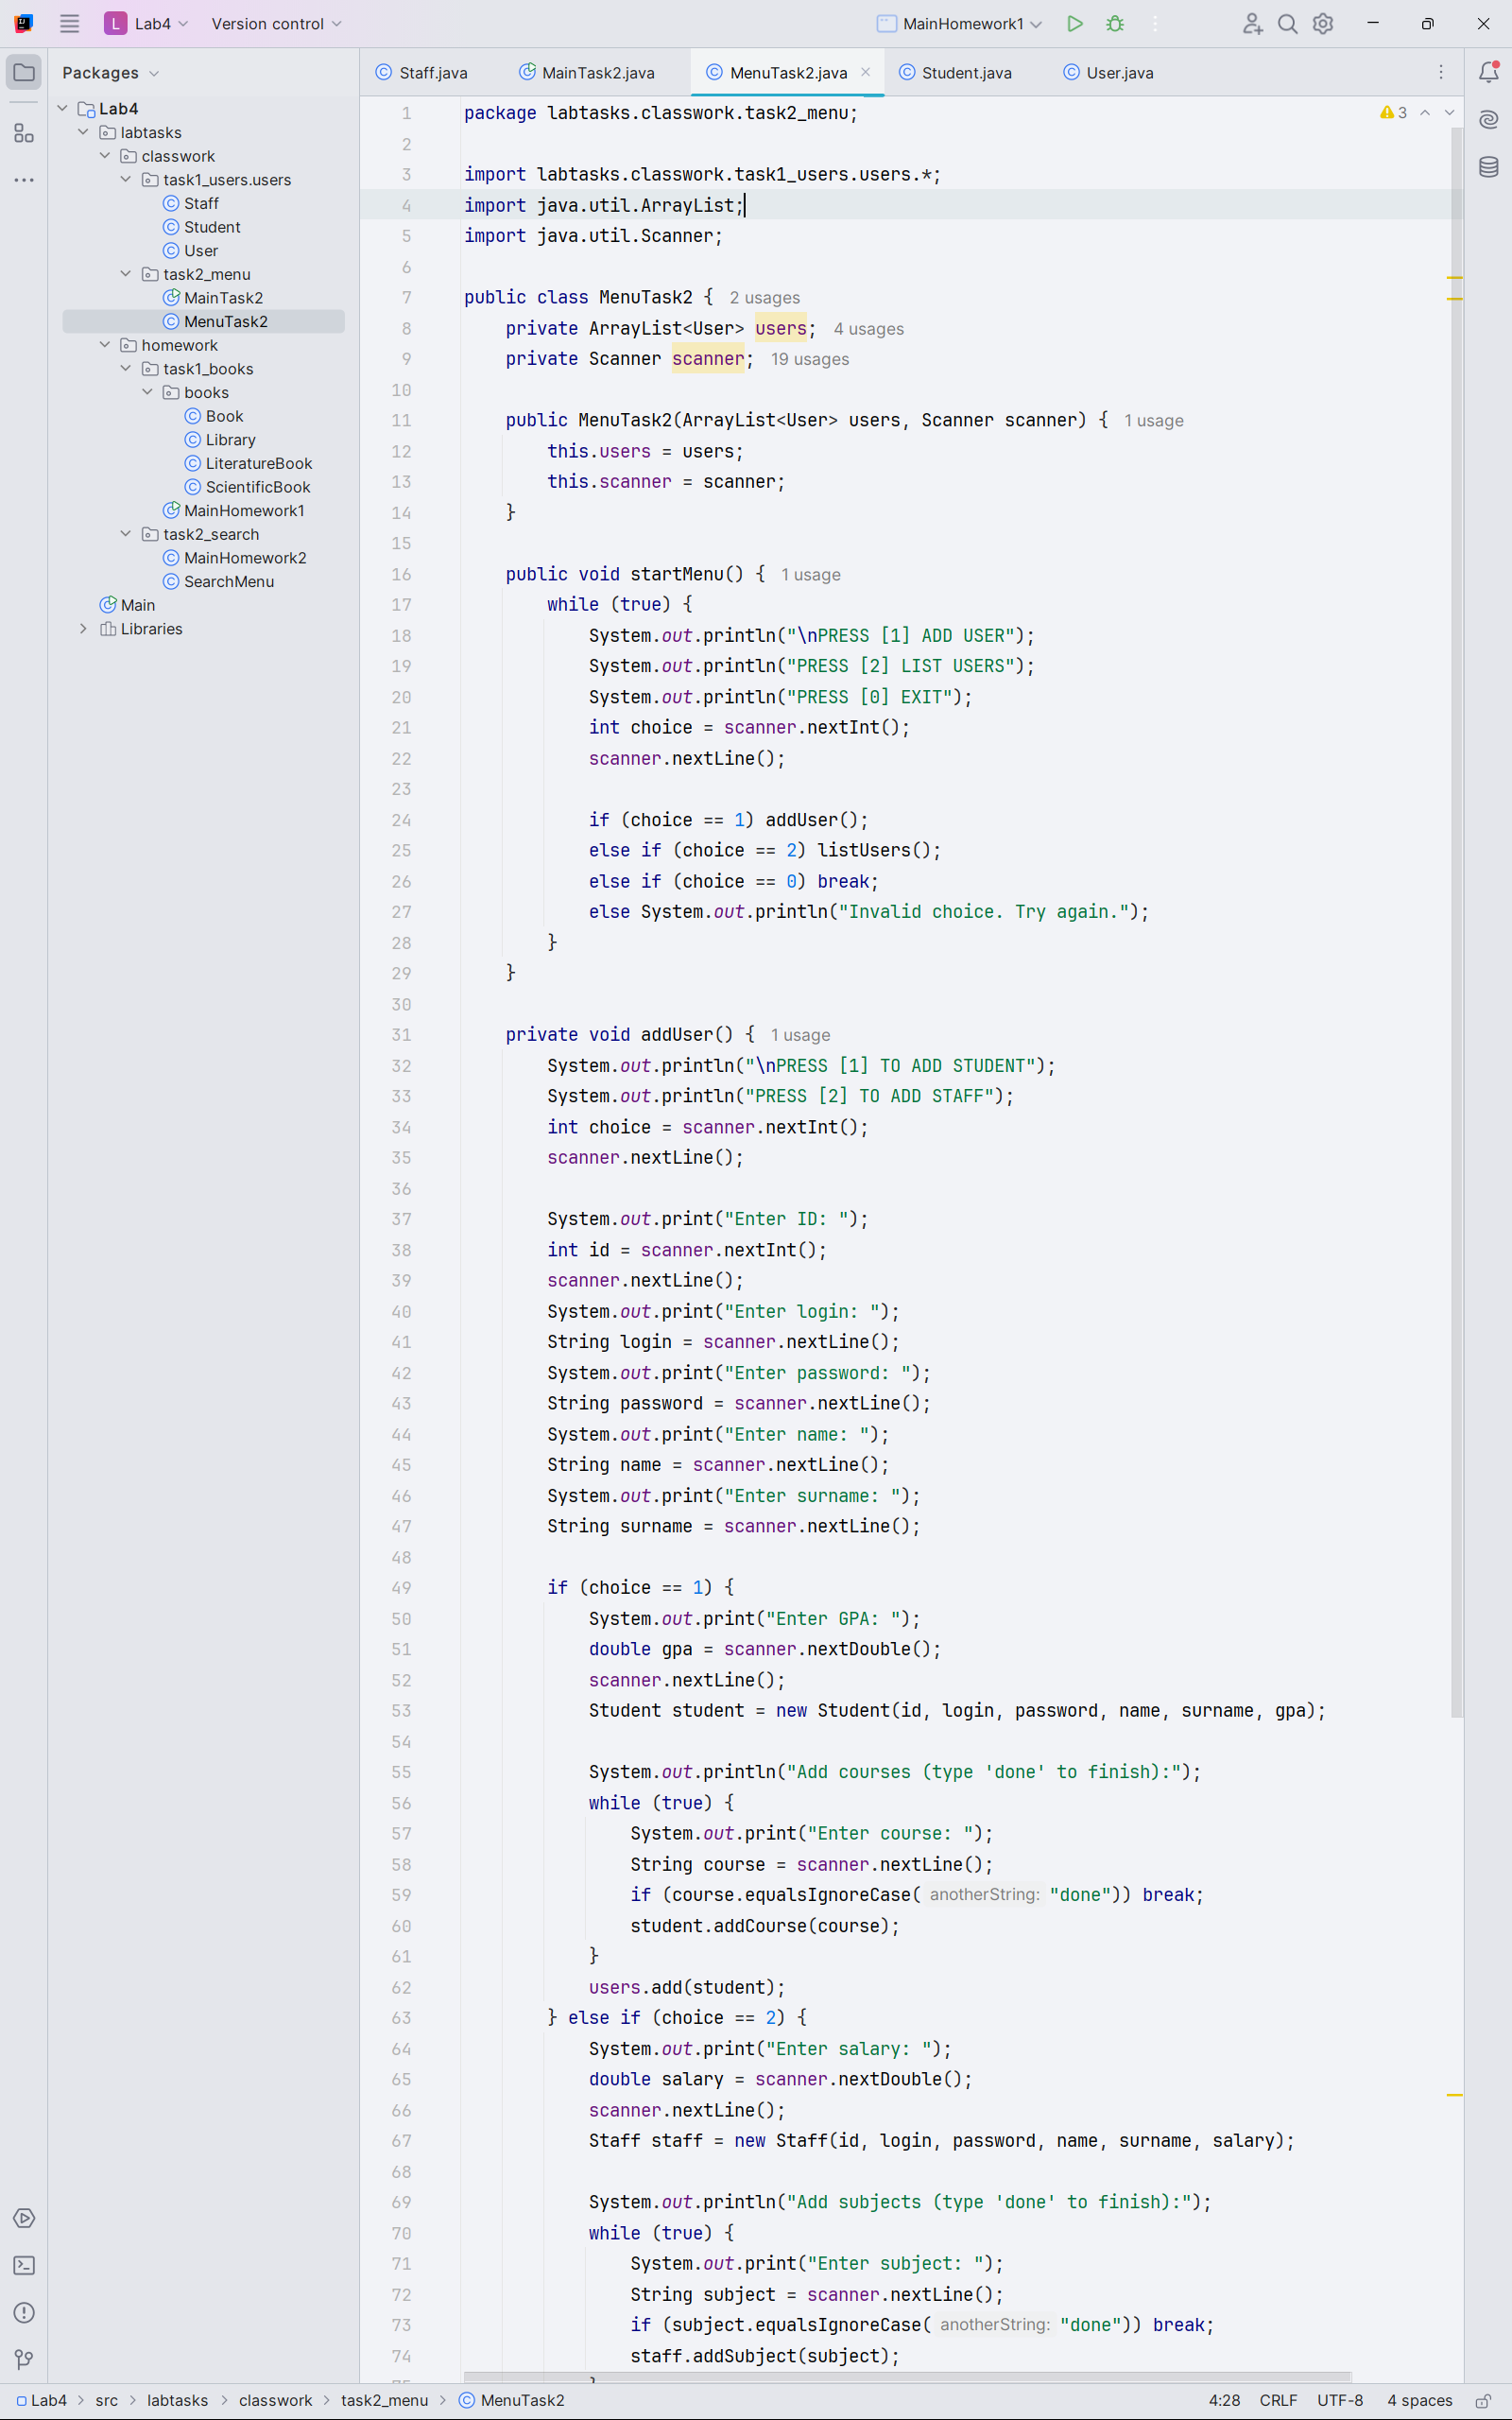 L Lab4 Version control MainHomework1
Packages
Staff.java MainTask2.java MenuTask2.java Student.java User.java
Lab4
labtasks
classwork
task1_users.users
Staff
Student
User
task2_menu
MainTask2
MenuTask2
homework
task1_books
books
Book
Library
LiteratureBook
ScientificBook
MainHomework1
task2_search
MainHomework2
SearchMenu
Main
Libraries
3
1 package labtasks.classwork.task2_menu;
2
3 import labtasks.classwork.task1_users.users.*;
4 import java.util.ArrayList;
5 import java.util.Scanner;
6
7 public class MenuTask2 { 2 usages
8 private ArrayList<User> users; 4 usages
9 private Scanner scanner; 19 usages
10
11 public MenuTask2(ArrayList<User> users, Scanner scanner) { 1 usage
12 this.users = users;
13 this.scanner = scanner;
14 }
15
16 public void startMenu() { 1 usage
17 while (true) {
18 System.out.println("\nPRESS [1] ADD USER");
19 System.out.println("PRESS [2] LIST USERS");
20 System.out.println("PRESS [0] EXIT");
21 int choice = scanner.nextInt();
22 scanner.nextLine();
23
24 if (choice == 1) addUser();
25 else if (choice == 2) listUsers();
26 else if (choice == 0) break;
27 else System.out.println("Invalid choice. Try again.");
28 }
29 }
30
31 private void addUser() { 1 usage
32 System.out.println("\nPRESS [1] TO ADD STUDENT");
33 System.out.println("PRESS [2] TO ADD STAFF");
34 int choice = scanner.nextInt();
35 scanner.nextLine();
36
37 System.out.print("Enter ID: ");
38 int id = scanner.nextInt();
39 scanner.nextLine();
40 System.out.print("Enter login: ");
41 String login = scanner.nextLine();
42 System.out.print("Enter password: ");
43 String password = scanner.nextLine();
44 System.out.print("Enter name: ");
45 String name = scanner.nextLine();
46 System.out.print("Enter surname: ");
47 String surname = scanner.nextLine();
48
49 if (choice == 1) {
50 System.out.print("Enter GPA: ");
51 double gpa = scanner.nextDouble();
52 scanner.nextLine();
53 Student student = new Student(id, login, password, name, surname, gpa);
54
55 System.out.println("Add courses (type 'done' to finish):");
56 while (true) {
57 System.out.print("Enter course: ");
58 String course = scanner.nextLine();
59 if (course.equalsIgnoreCase( anotherString: "done")) break;
60 student.addCourse(course);
61 }
62 users.add(student);
63 } else if (choice == 2) {
64 System.out.print("Enter salary: ");
65 double salary = scanner.nextDouble();
66 scanner.nextLine();
67 Staff staff = new Staff(id, login, password, name, surname, salary);
68
69 System.out.println("Add subjects (type 'done' to finish):");
70 while (true) {
71 System.out.print("Enter subject: ");
72 String subject = scanner.nextLine();
73 if (subject.equalsIgnoreCase( anotherString: "done")) break;
74 staff.addSubject(subject);
Lab4 > src > labtasks > classwork > task2_menu > MenuTask2 4:28 CRLF UTF-8 4 spaces